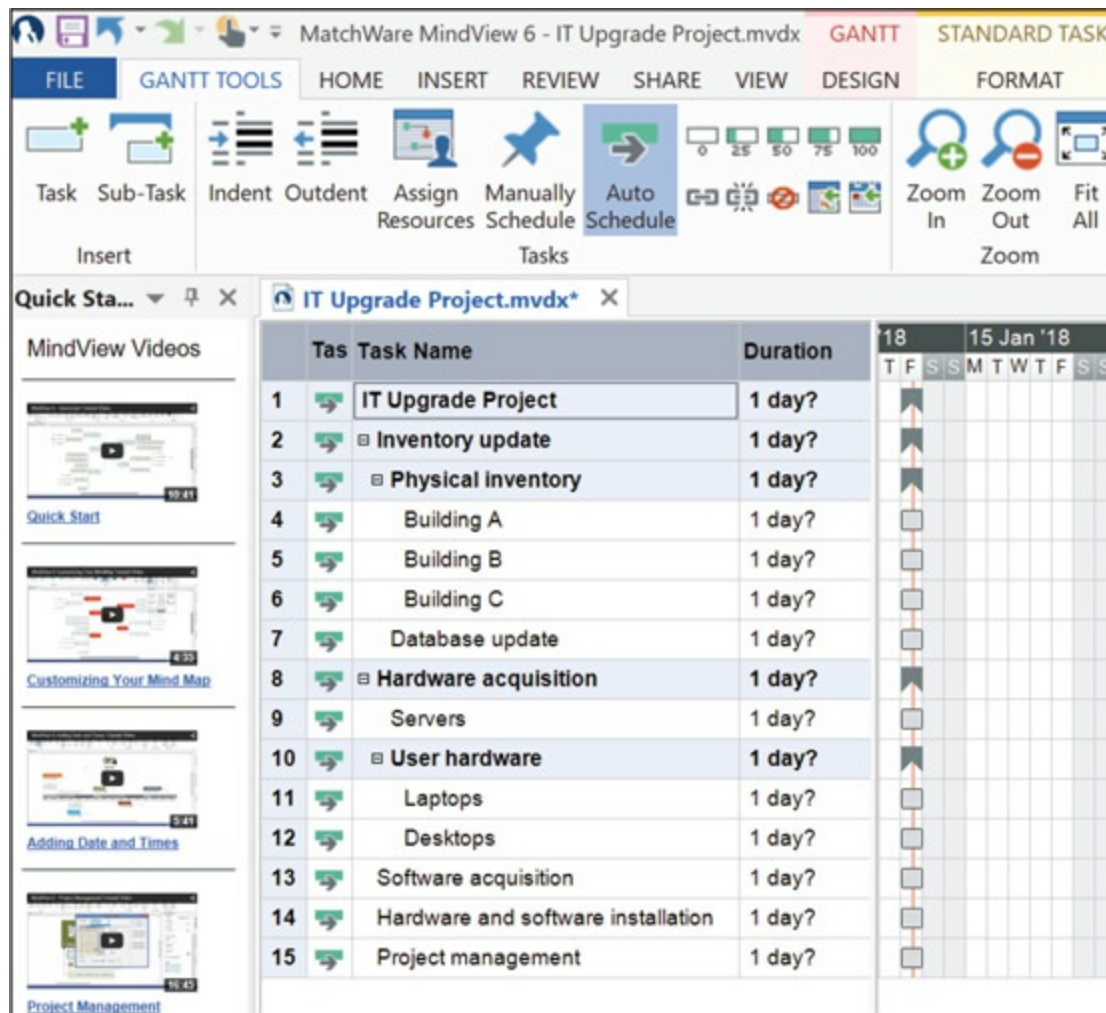 MatchWare MindView 6 - IT Upgrade Project.mvdx GANTT STANDARD TASK
FILE GANTT TOOLS HOME INSERT REVIEW SHARE VIEW DESIGN FORMAT
0 25 50 75 100
Task Sub-Task Indent Outdent Assign Resources Manually Schedule Auto Schedule Zoom In Zoom Out Fit All
Insert Tasks Zoom
Quick Sta... IT Upgrade Project.mvdx*
MindView Videos
10:41
Quick Start
4:35
Customizing Your Mind Map
5:41
Adding Date and Times
16:45
Project Management
Tas Task Name Duration '18 15 Jan '18
T F S S M T W T F S S
1 IT Upgrade Project 1 day?
2 Inventory update 1 day?
3 Physical inventory 1 day?
4 Building A 1 day?
5 Building B 1 day?
6 Building C 1 day?
7 Database update 1 day?
8 Hardware acquisition 1 day?
9 Servers 1 day?
10 User hardware 1 day?
11 Laptops 1 day?
12 Desktops 1 day?
13 Software acquisition 1 day?
14 Hardware and software installation 1 day?
15 Project management 1 day?